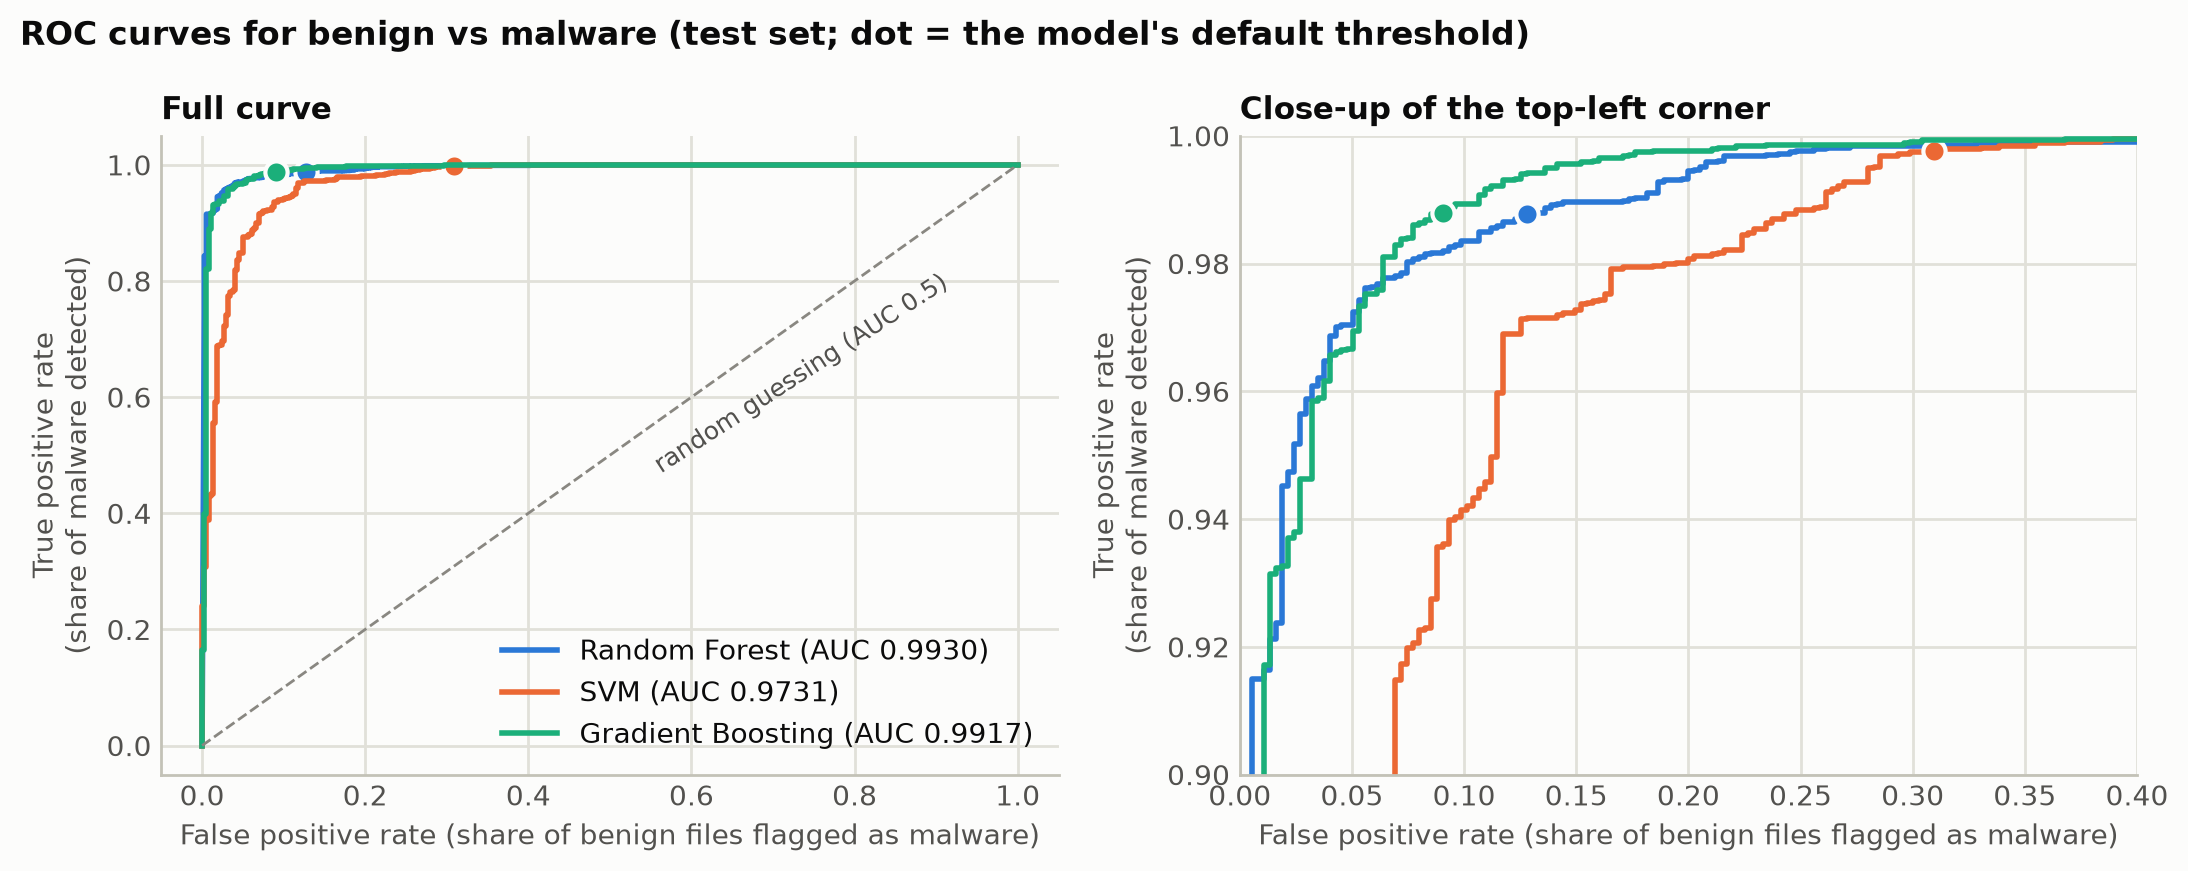 ROC curves for benign vs malware (test set; dot = the model's default threshold)
Full curve
True positive rate
(share of malware detected)
1.0
0.8
0.6
0.4
0.2
0.0
random guessing (AUC 0.5)
Random Forest (AUC 0.9930)
SVM (AUC 0.9731)
Gradient Boosting (AUC 0.9917)
0.0 0.2 0.4 0.6 0.8 1.0
False positive rate (share of benign files flagged as malware)
Close-up of the top-left corner
True positive rate
(share of malware detected)
1.00
0.98
0.96
0.94
0.92
0.90
0.00 0.05 0.10 0.15 0.20 0.25 0.30 0.35 0.40
False positive rate (share of benign files flagged as malware)